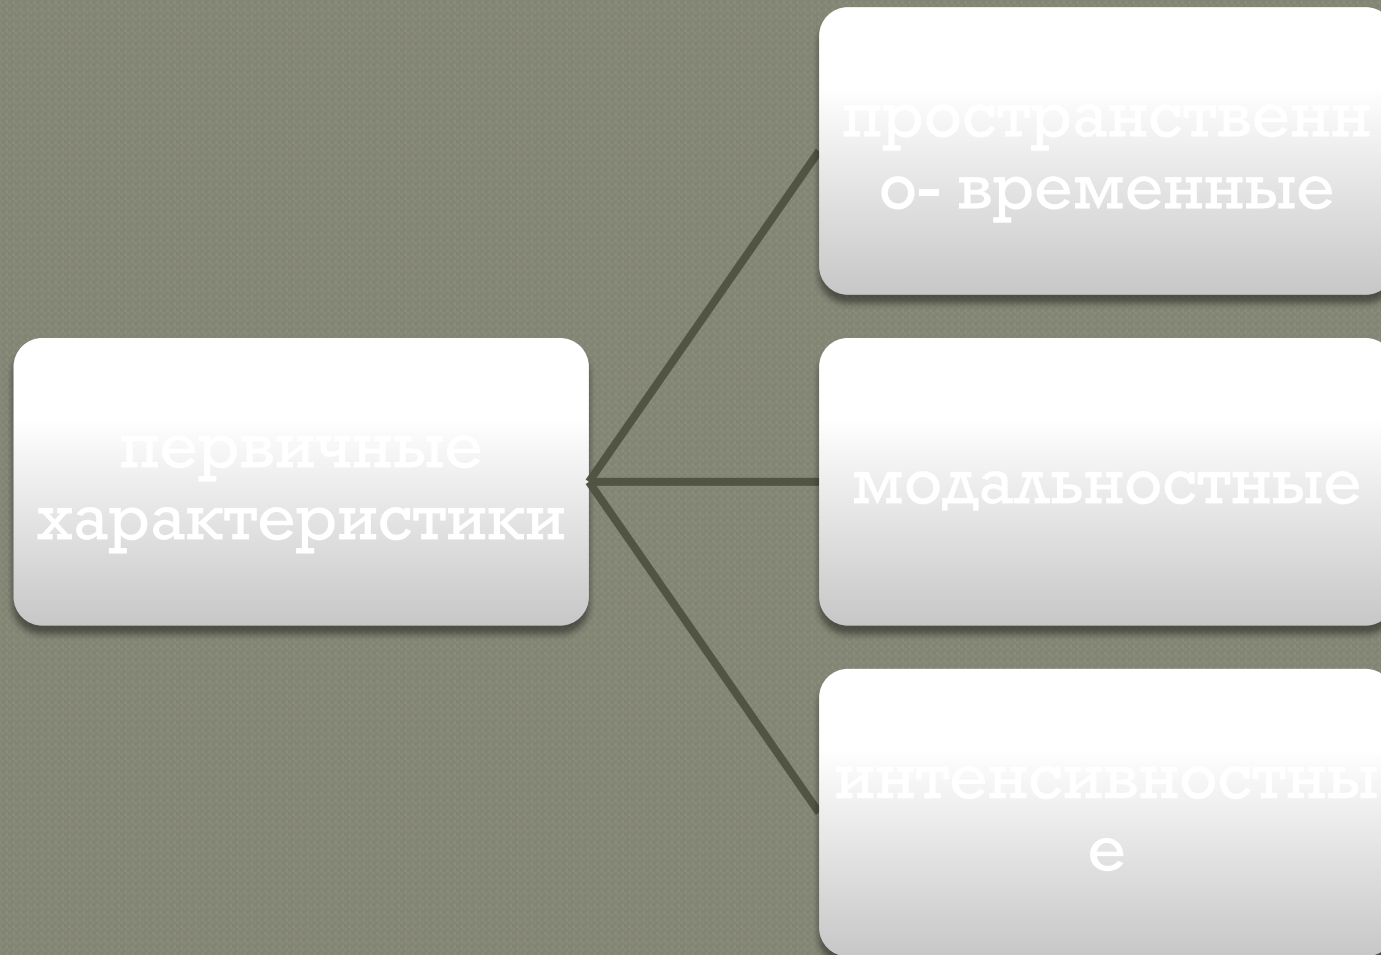 пространственн
о- временные
первичные
характеристики
модальностные
интенсивностны
е